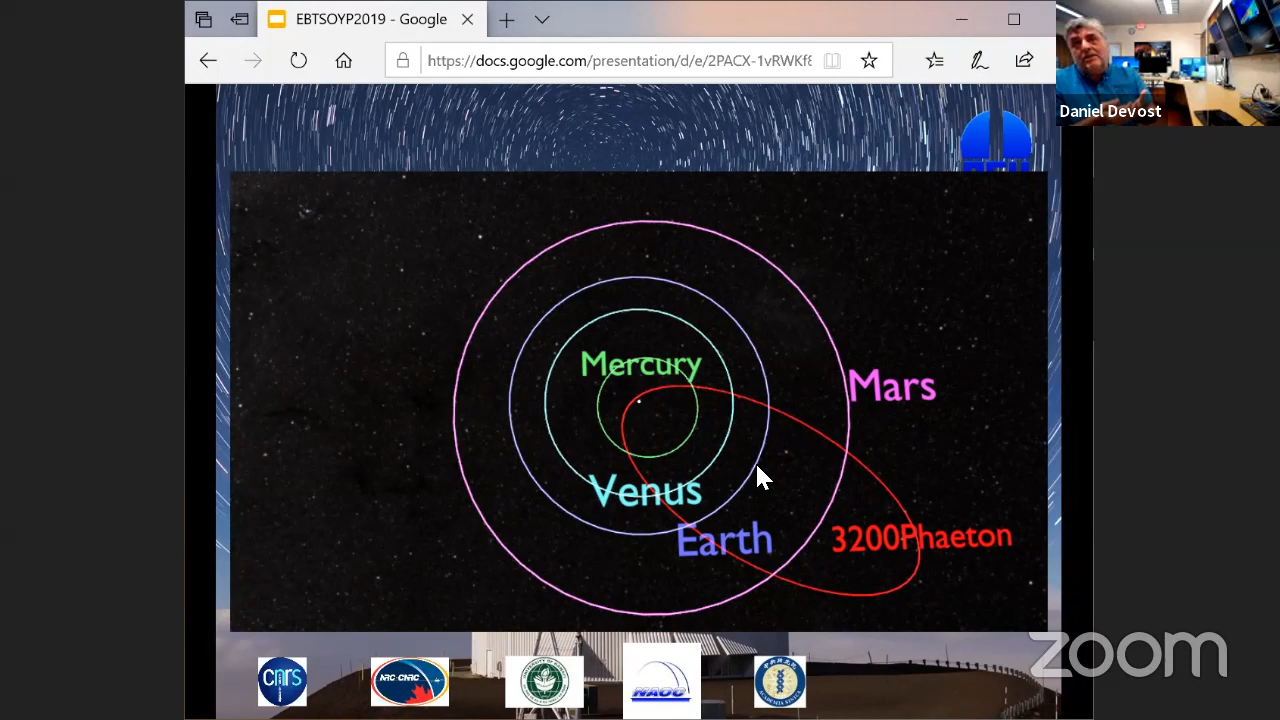 EBTSOYP2019 - Google
https://docs.google.com/presentation/d/e/2PACX-1vRWKf
Daniel Devost
Mercury
Mars
Venus
Earth
3200Phaeton
zoom
cnrs
NRC·CNRC
NAOC